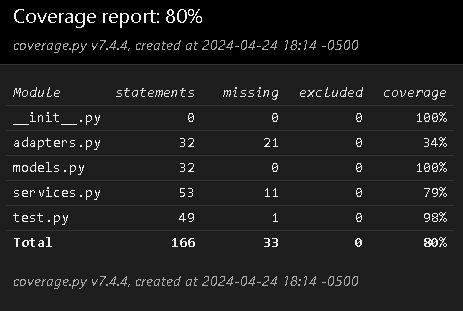 Coverage report: 80%
coverage.py v7.4.4, created at 2024-04-24 18:14 -0500
Module statements missing excluded coverage
__init__.py 0 0 0 100%
adapters.py 32 21 0 34%
models.py 32 0 0 100%
services.py 53 11 0 79%
test.py 49 1 0 98%
Total 166 33 0 80%
coverage.py v7.4.4, created at 2024-04-24 18:14 -0500